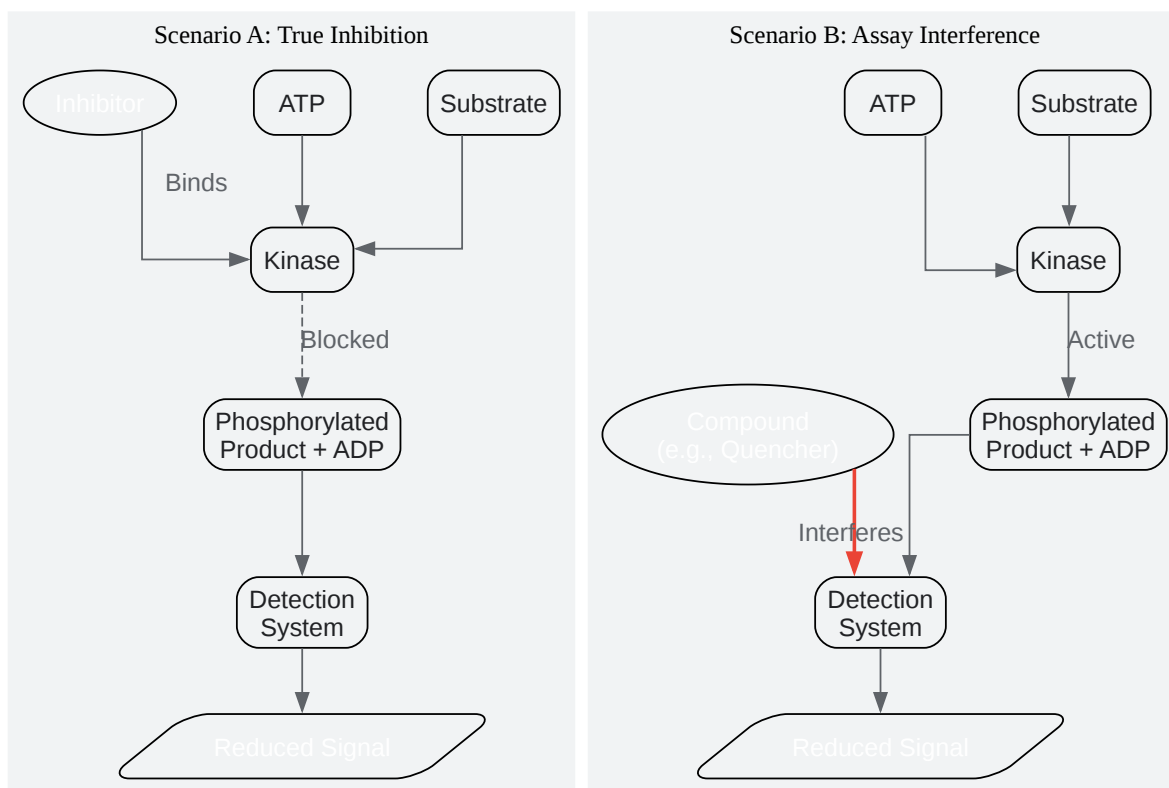 Scenario A: True Inhibition
Inhibitor
ATP
Substrate
Binds
Kinase
Blocked
Phosphorylated
Product + ADP
Detection
System
Reduced Signal
Scenario B: Assay Interference
ATP
Substrate
Kinase
Active
Compound
(e.g., Quencher)
Phosphorylated
Product + ADP
Interferes
Detection
System
Reduced Signal